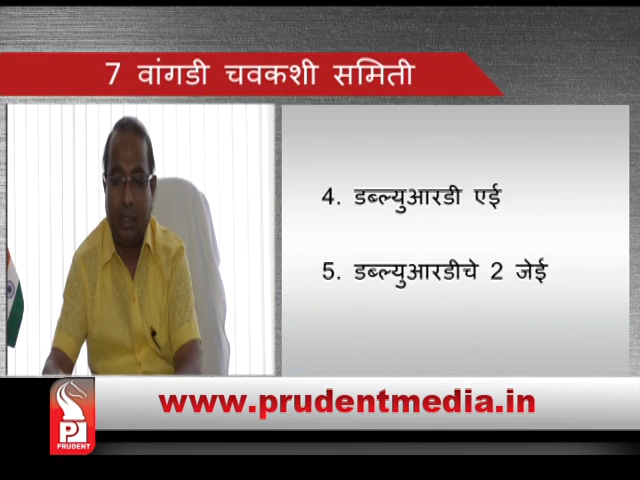 7 वांगडी चवकशी समिती
4. डब्ल्युआरडी एई
5. डब्ल्युआरडीचे 2 जेई
www.prudentmedia.in
PRUDENT